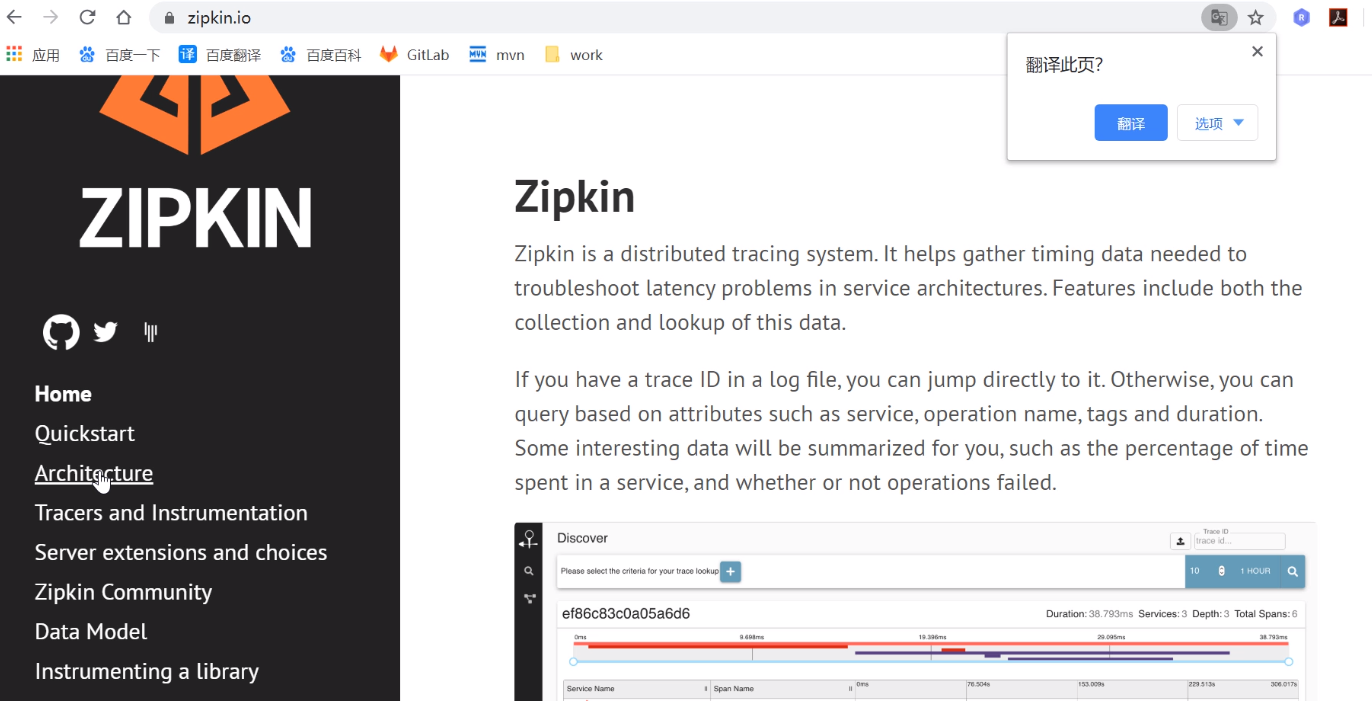 zipkin.io
应用
百度一下
译
百度翻译
百度百科
GitLab
MVN
mvn
work
翻译此页?
翻译
选项
ZIPKIN
Home
Quickstart
Architecture
Tracers and Instrumentation
Server extensions and choices
Zipkin Community
Data Model
Instrumenting a library
Zipkin
Zipkin is a distributed tracing system. It helps gather timing data needed to
troubleshoot latency problems in service architectures. Features include both the
collection and lookup of this data.
If you have a trace ID in a log file, you can jump directly to it. Otherwise, you can
query based on attributes such as service, operation name, tags and duration.
Some interesting data will be summarized for you, such as the percentage of time
spent in a service, and whether or not operations failed.
Discover
Trace ID
trace id...
Please select the criteria for your trace lookup
10
1 HOUR
ef86c83c0a05a6d6
Duration: 38.793ms Services: 3 Depth: 3 Total Spans: 6
0ms 9.698ms 19.396ms 29.095ms 38.793ms
Service Name Span Name 0ms 76.504s 153.009s 229.513s 306.017s